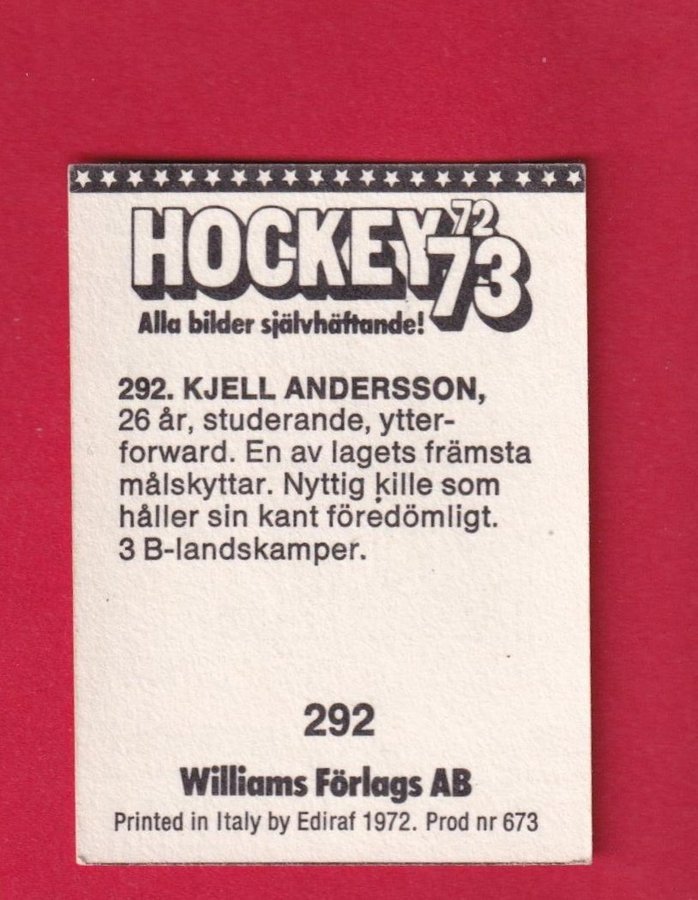 HOCKEY 72
73
Alla bilder självhäftande!
292. KJELL ANDERSSON,
26 år, studerande, ytter-
forward. En av lagets främsta
målskyttar. Nyttig kille som
håller sin kant föredömligt.
3 B-landskamper.
292
Williams Förlags AB
Printed in Italy by Ediraf 1972. Prod nr 673